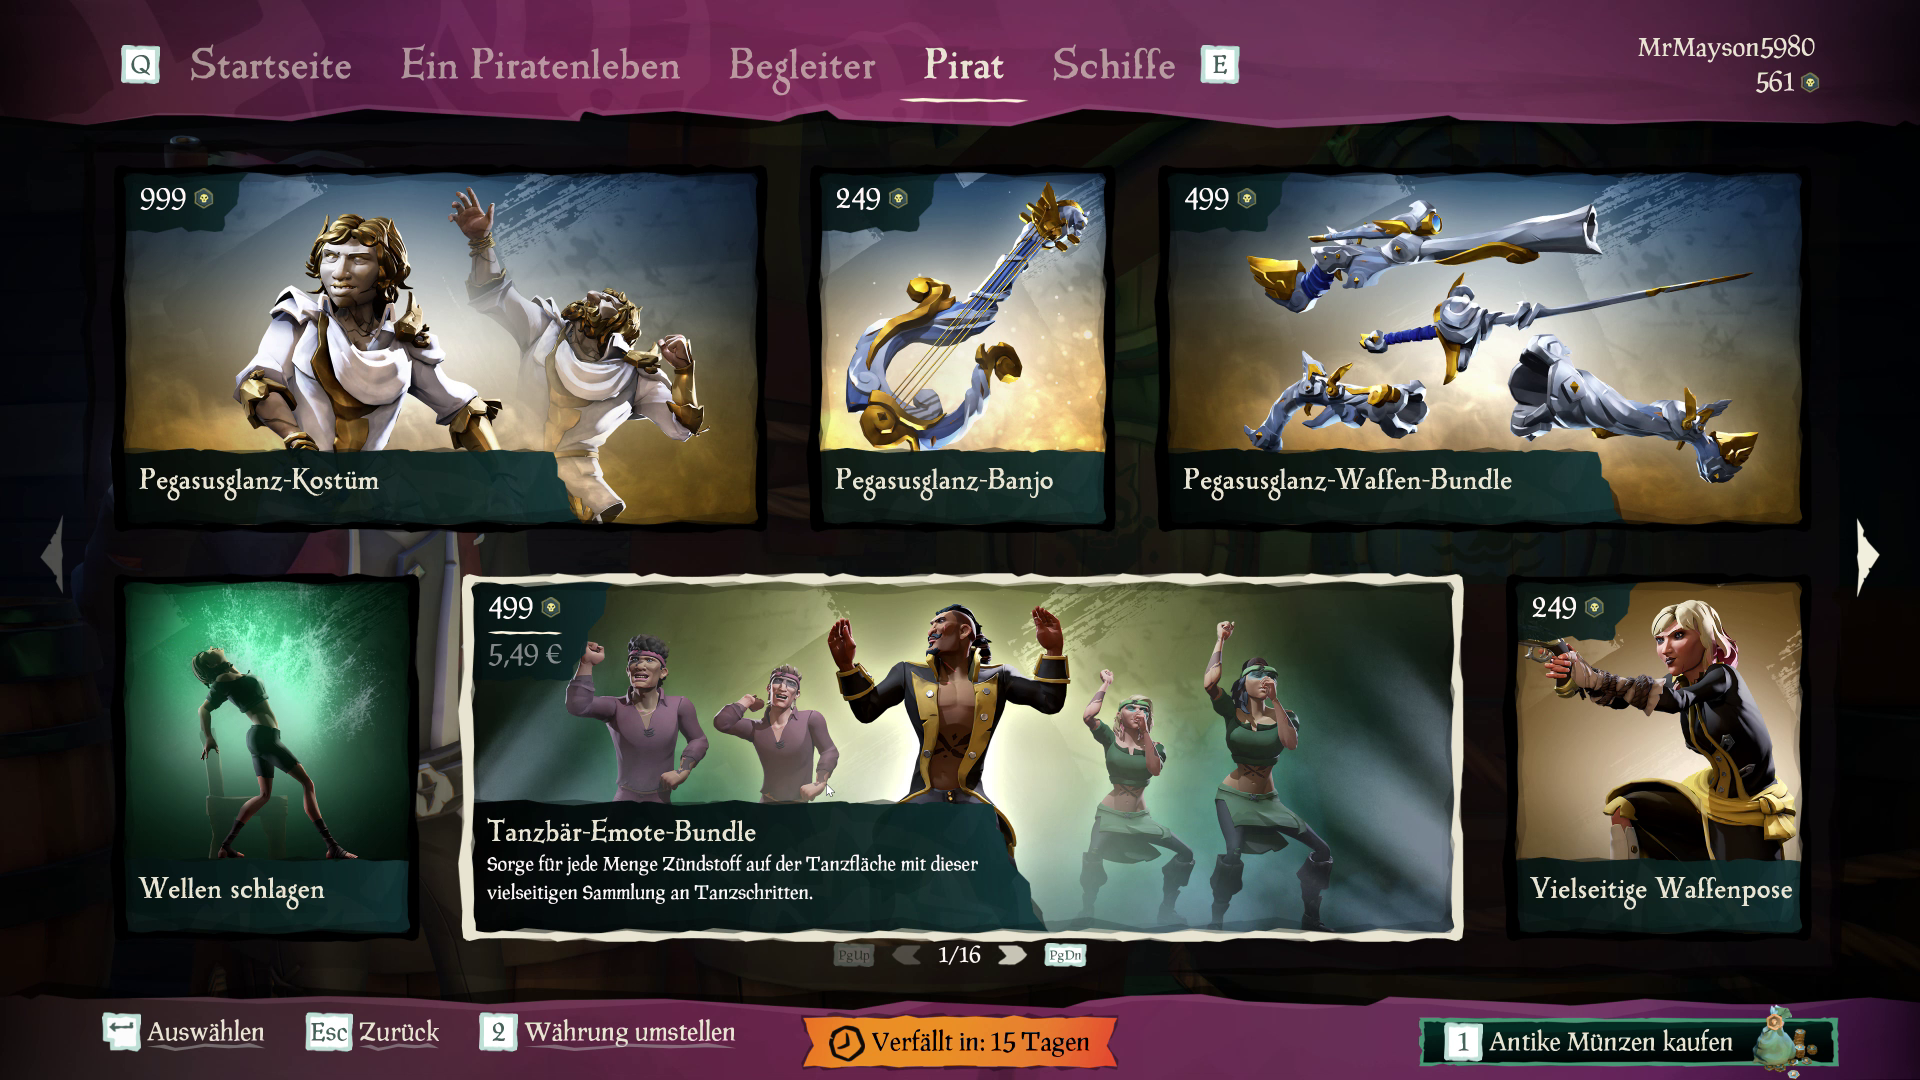 Q Startseite Ein Piratenleben Begleiter Pirat Schiffe E
MrMayson5980
561
999
Pegasusglanz-Kostüm
249
Pegasusglanz-Banjo
499
Pegasusglanz-Waffen-Bundle
Wellen schlagen
499
5,49 €
Tanzbär-Emote-Bundle
Sorge für jede Menge Zündstoff auf der Tanzfläche mit dieser
vielseitigen Sammlung an Tanzschritten.
249
Vielseitige Waffenpose
PgUp 1/16 PgDn
Auswählen Esc Zurück 2 Währung umstellen
Verfällt in: 15 Tagen
1 Antike Münzen kaufen